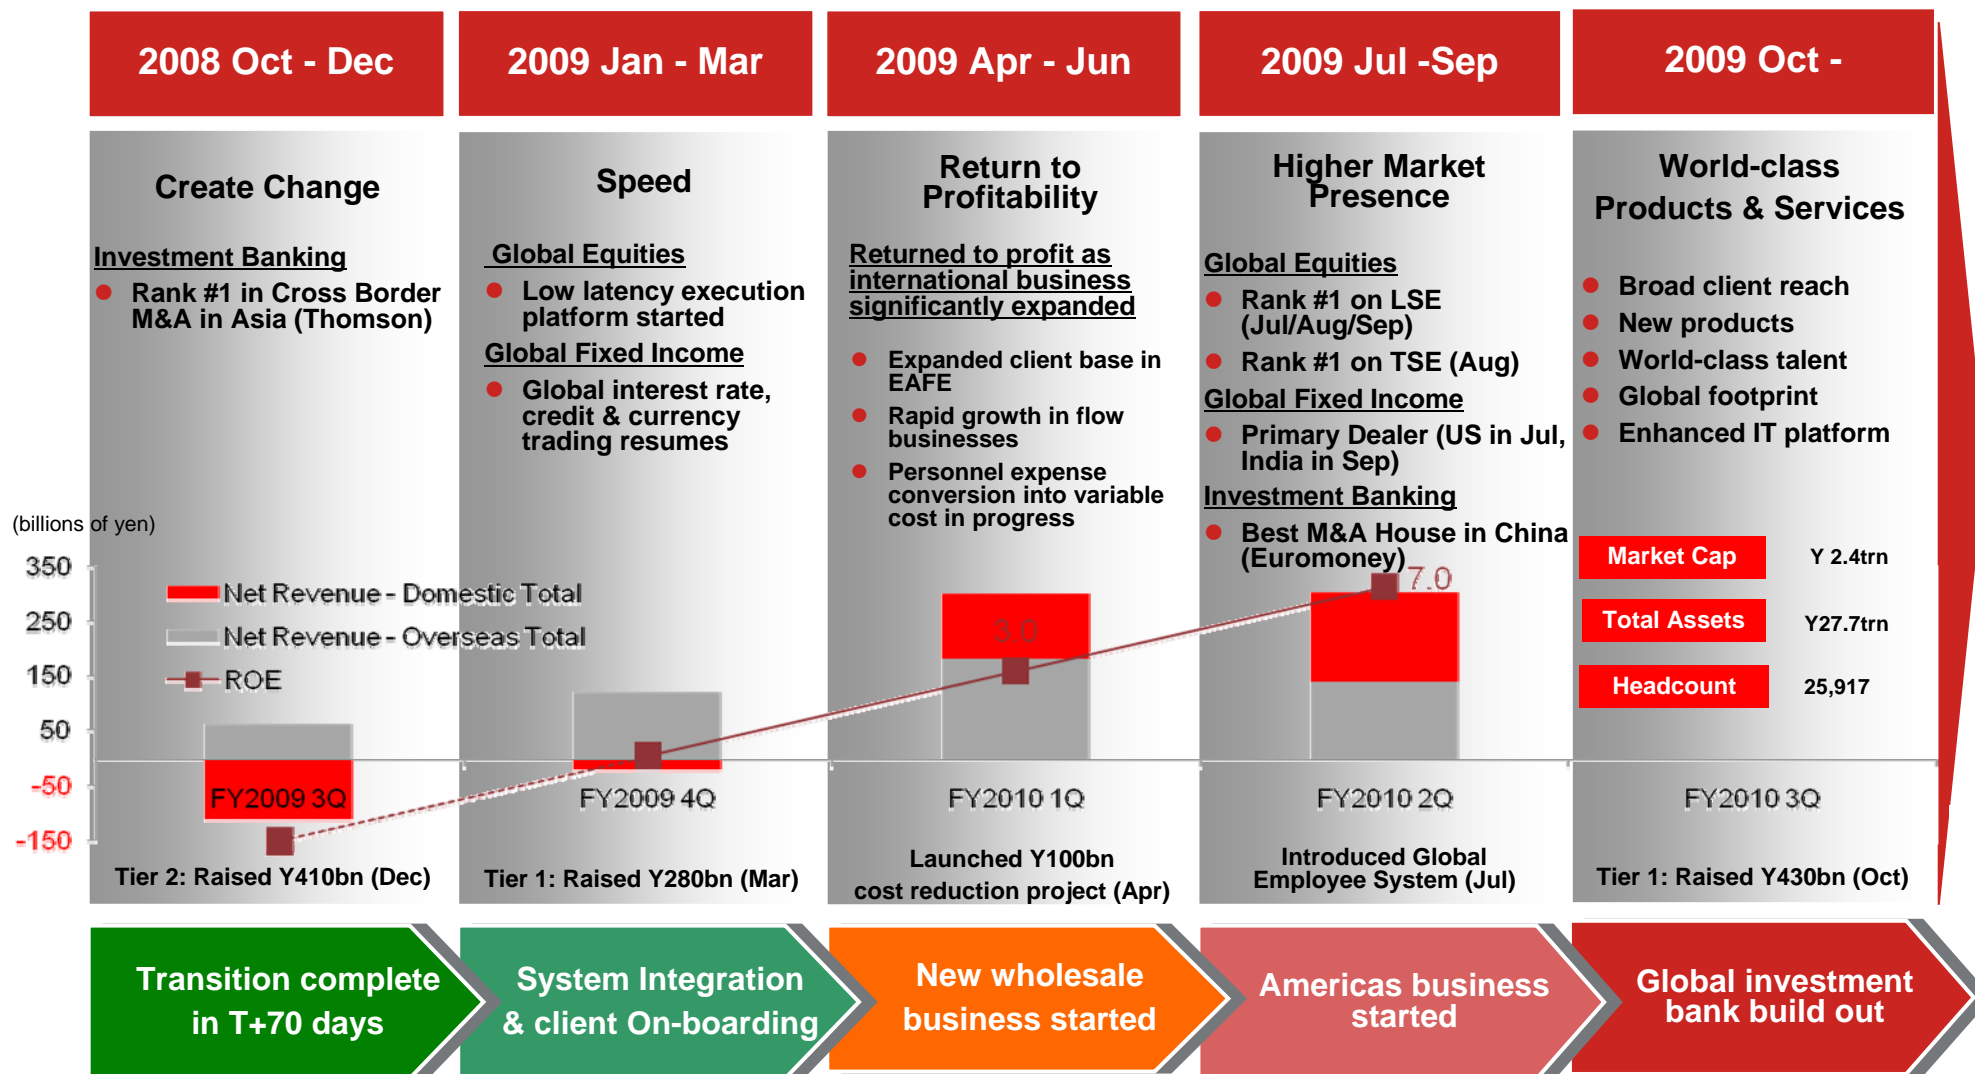 2008 Oct - Dec
2009 Jan - Mar
2009 Apr - Jun
2009 Jul -Sep
2009 Oct -
Create Change
Investment Banking
Rank #1 in Cross Border
M&A in Asia (Thomson)
Speed
Global Equities
Low latency execution
platform started
Global Fixed Income
Global interest rate,
credit & currency
trading resumes
Return to
Profitability
Returned to profit as
international business
significantly expanded
Expanded client base in
EAFE
Rapid growth in flow
businesses
Personnel expense
conversion into variable
cost in progress
Higher Market
Presence
Global Equities
Rank #1 on LSE
(Jul/Aug/Sep)
Rank #1 on TSE (Aug)
Global Fixed Income
Primary Dealer (US in Jul,
India in Sep)
Investment Banking
Best M&A House in China
(Euromoney)
World-class
Products & Services
Broad client reach
New products
World-class talent
Global footprint
Enhanced IT platform
Market Cap Y 2.4trn
Total Assets Y27.7trn
Headcount 25,917
(billions of yen)
350
250
150
50
-50
-150
Net Revenue - Domestic Total
Net Revenue - Overseas Total
ROE
3.0
7.0
FY2009 3Q
FY2009 4Q
FY2010 1Q
FY2010 2Q
FY2010 3Q
Tier 2: Raised Y410bn (Dec)
Tier 1: Raised Y280bn (Mar)
Launched Y100bn
cost reduction project (Apr)
Introduced Global
Employee System (Jul)
Tier 1: Raised Y430bn (Oct)
Transition complete
in T+70 days
System Integration
& client On-boarding
New wholesale
business started
Americas business
started
Global investment
bank build out